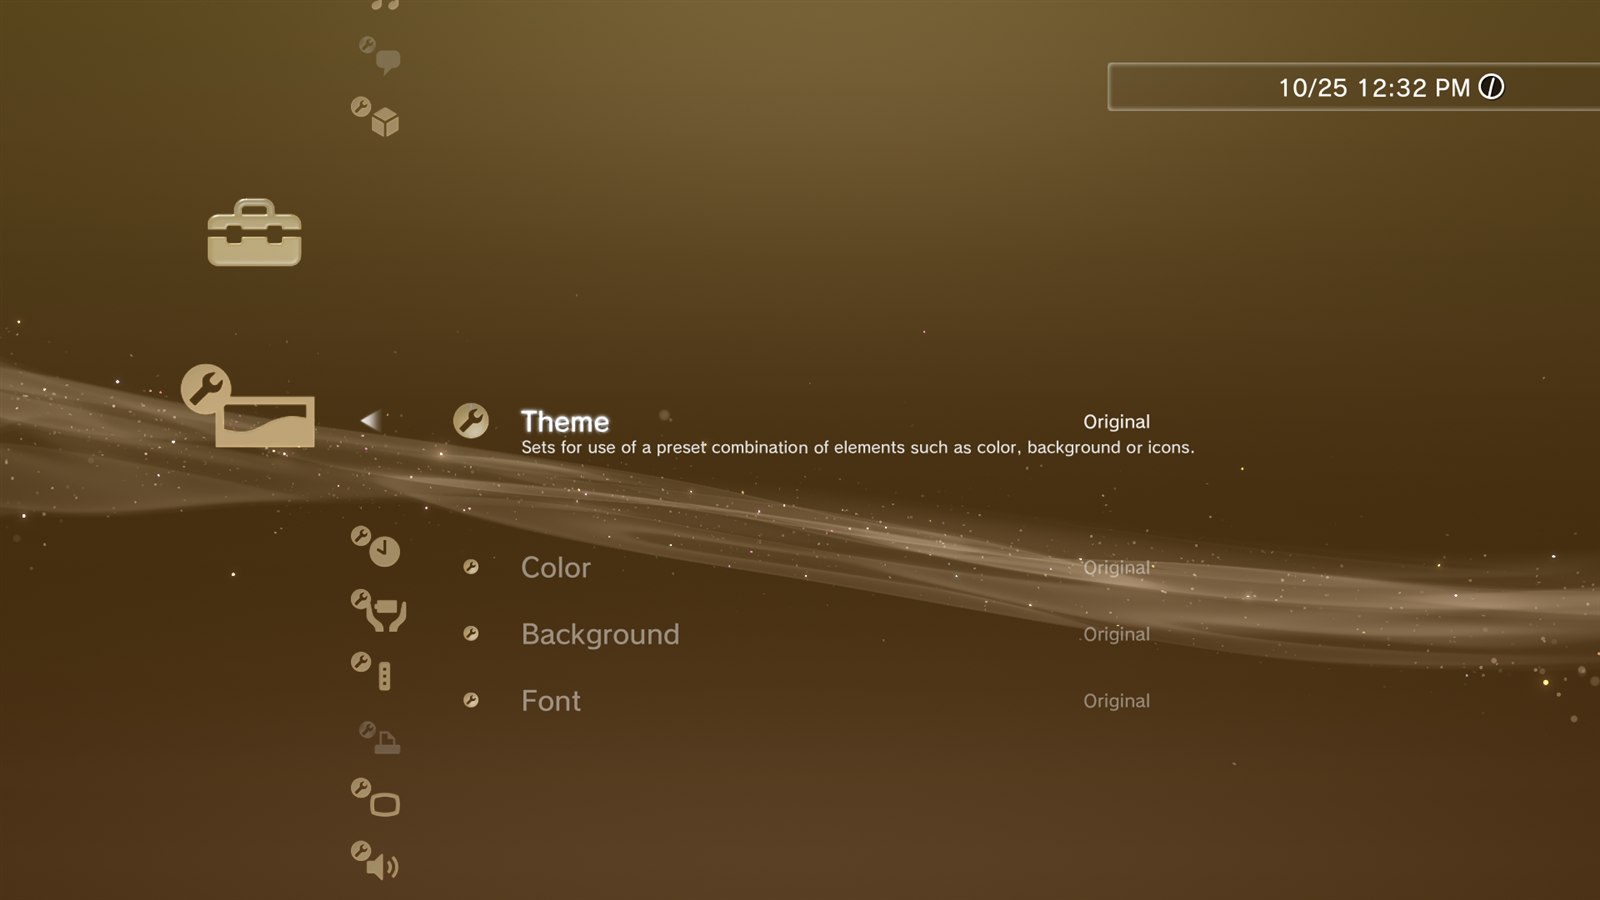 10/25 12:32 PM
Theme Original
Sets for use of a preset combination of elements such as color, background or icons.
Color Original
Background Original
Font Original